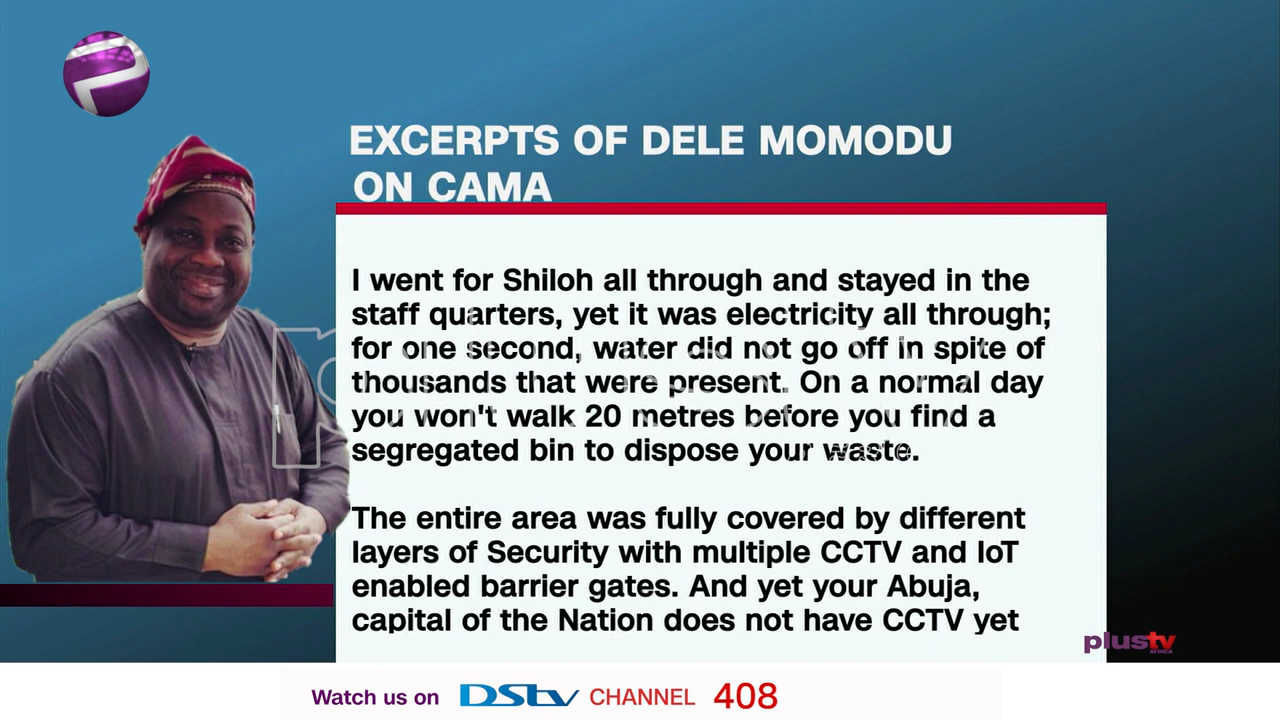 EXCERPTS OF DELE MOMODU
ON CAMA
I went for Shiloh all through and stayed in the
staff quarters, yet it was electricity all through;
for one second, water did not go off in spite of
thousands that were present. On a normal day
you won't walk 20 metres before you find a
segregated bin to dispose your waste.
The entire area was fully covered by different
layers of Security with multiple CCTV and IoT
enabled barrier gates. And yet your Abuja,
capital of the Nation does not have CCTV yet
plustv
AFRICA
Watch us on DStv CHANNEL 408